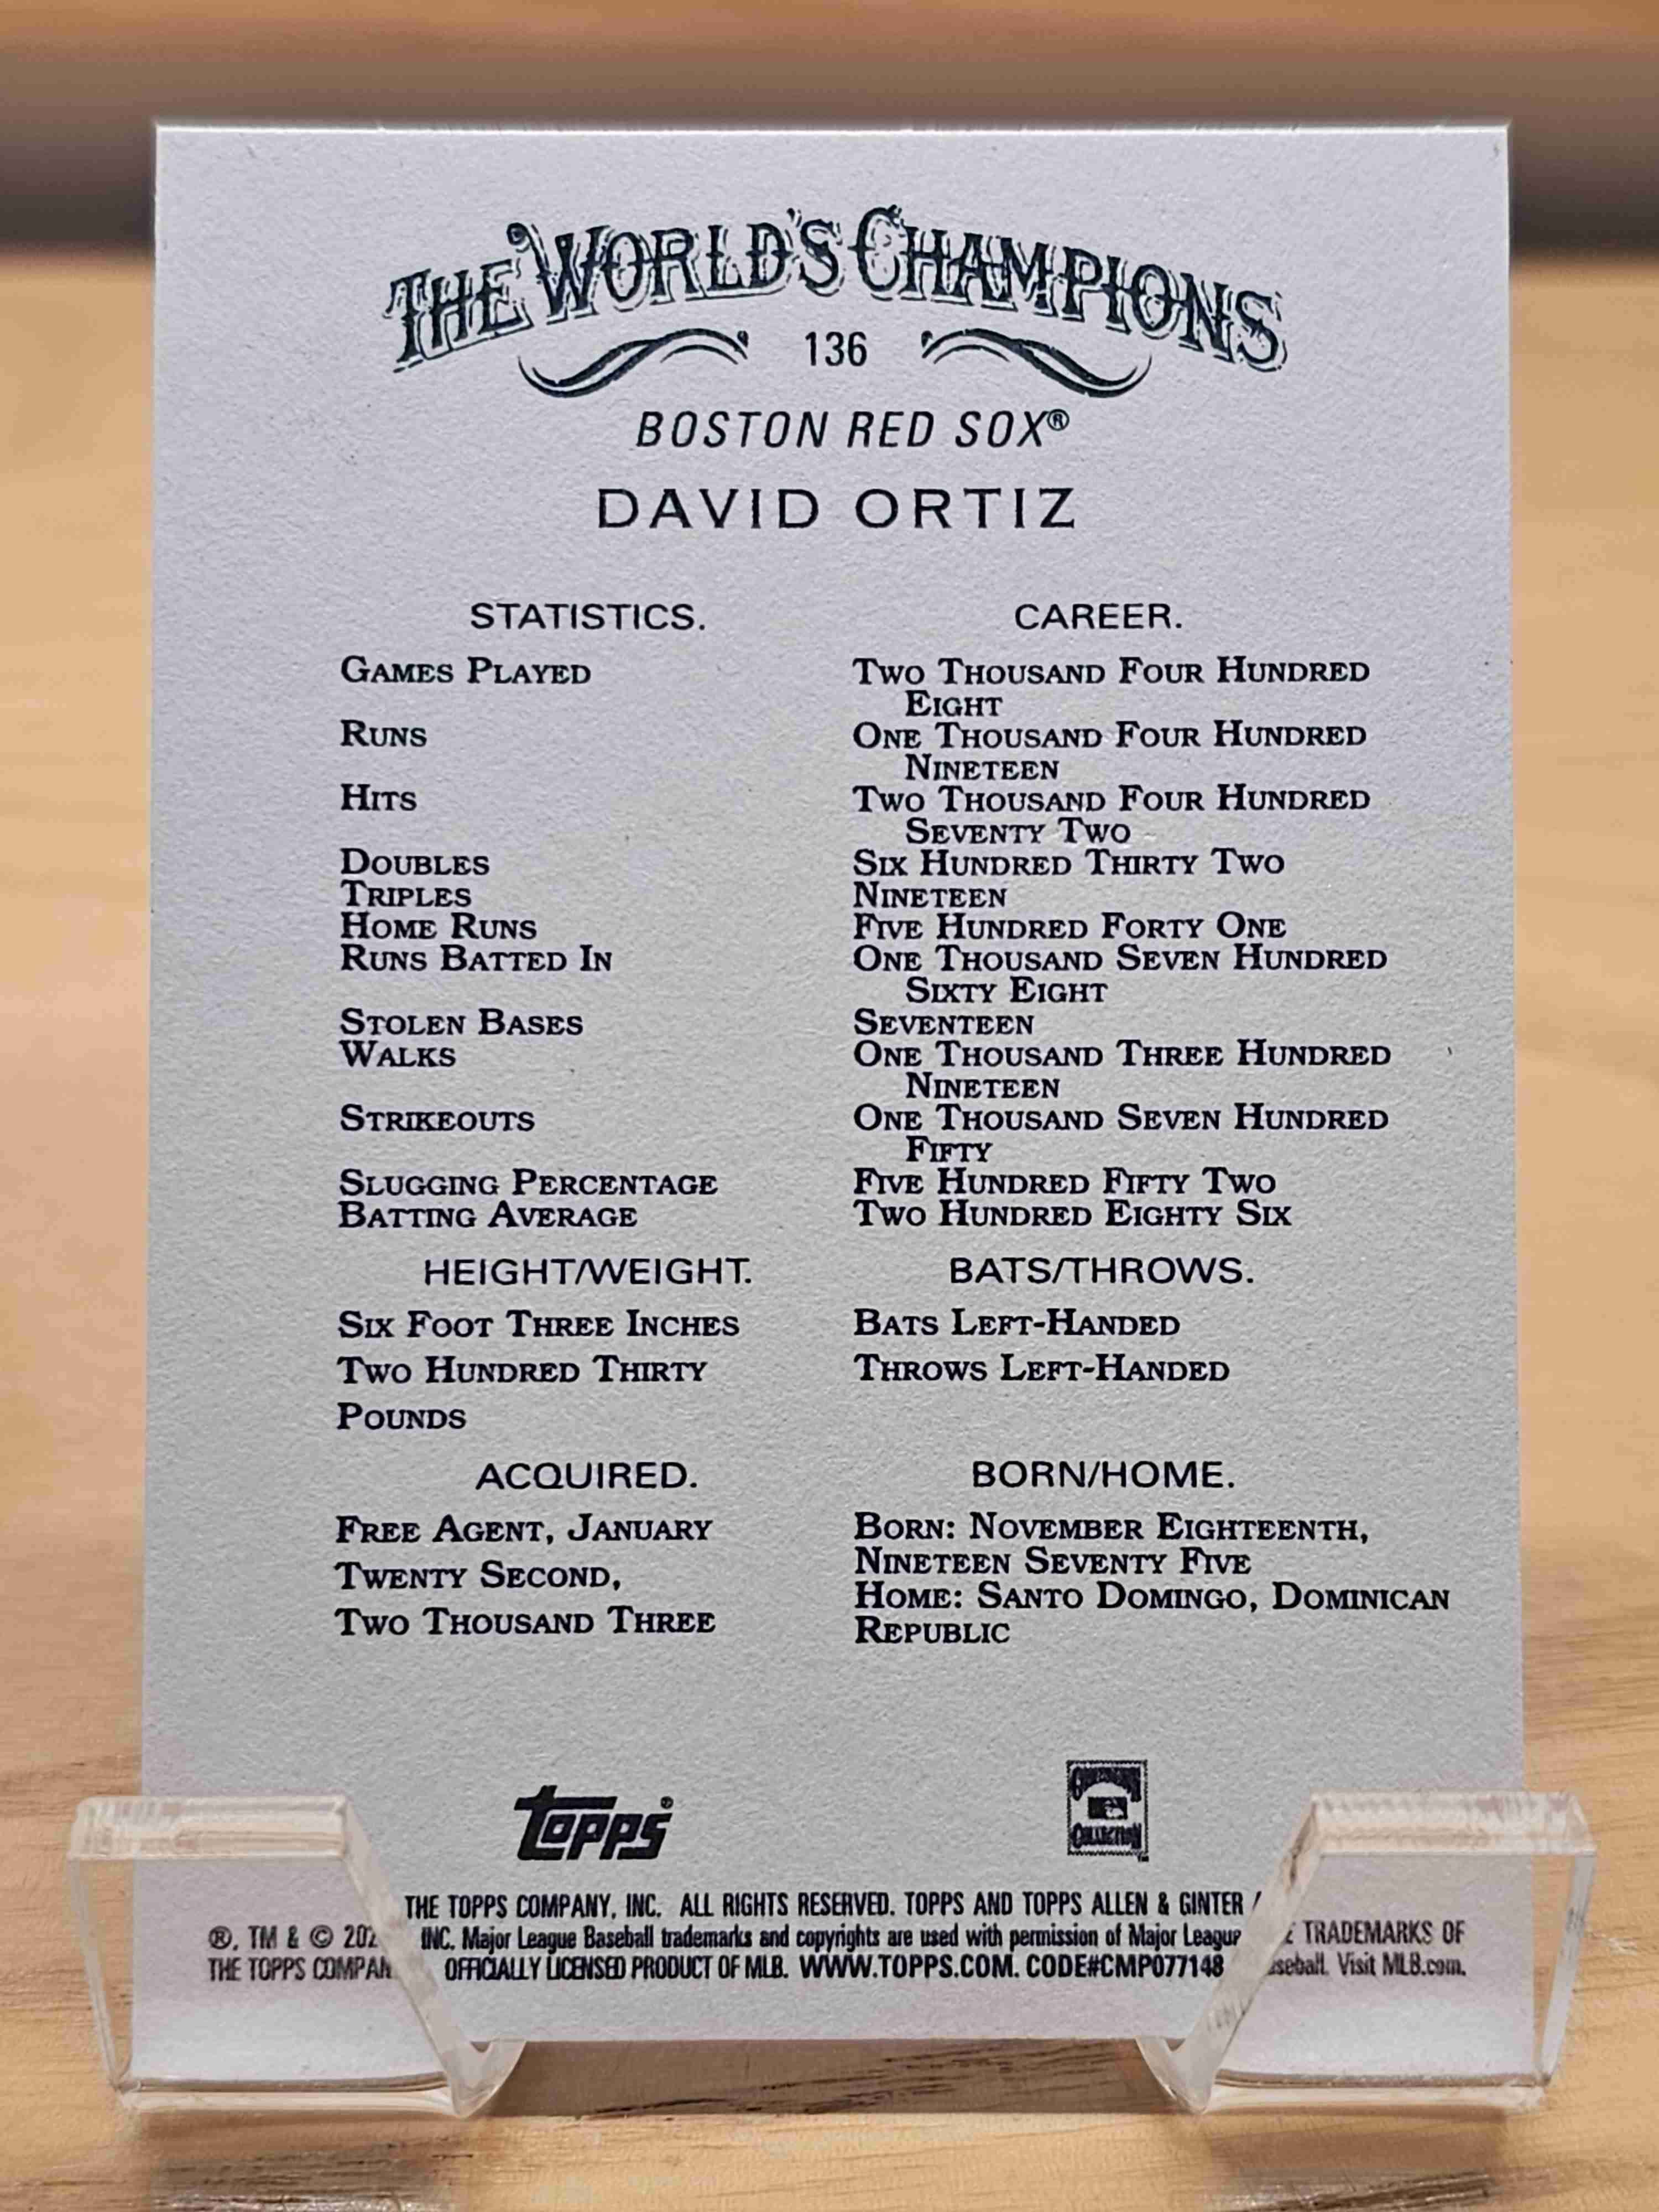 THE WORLD'S CHAMPIONS
136
BOSTON RED SOX®
DAVID ORTIZ
STATISTICS. CAREER.
GAMES PLAYED TWO THOUSAND FOUR HUNDRED
EIGHT
RUNS ONE THOUSAND FOUR HUNDRED
NINETEEN
HITS TWO THOUSAND FOUR HUNDRED
SEVENTY TWO
DOUBLES SIX HUNDRED THIRTY TWO
TRIPLES NINETEEN
HOME RUNS FIVE HUNDRED FORTY ONE
RUNS BATTED IN ONE THOUSAND SEVEN HUNDRED
SIXTY EIGHT
STOLEN BASES SEVENTEEN
WALKS ONE THOUSAND THREE HUNDRED
NINETEEN
STRIKEOUTS ONE THOUSAND SEVEN HUNDRED
FIFTY
SLUGGING PERCENTAGE FIVE HUNDRED FIFTY TWO
BATTING AVERAGE TWO HUNDRED EIGHTY SIX
HEIGHT/WEIGHT. BATS/THROWS.
SIX FOOT THREE INCHES BATS LEFT-HANDED
TWO HUNDRED THIRTY THROWS LEFT-HANDED
POUNDS
ACQUIRED. BORN/HOME.
FREE AGENT, JANUARY
TWENTY SECOND,
TWO THOUSAND THREE
BORN: NOVEMBER EIGHTEENTH,
NINETEEN SEVENTY FIVE
HOME: SANTO DOMINGO, DOMINICAN
REPUBLIC
Topps®
COLLECTION
®, TM & © THE TOPPS COMPANY, INC. ALL RIGHTS RESERVED. TOPPS AND TOPPS ALLEN & GINTER TRADEMARKS OF
THE TOPPS INC. Major League Baseball trademarks and copyrights are used with permission of Major Visit MLB.com.
OFFICIALLY LICENSED PRODUCT OF MLB. WWW.TOPPS.COM. CODE#CMP077148